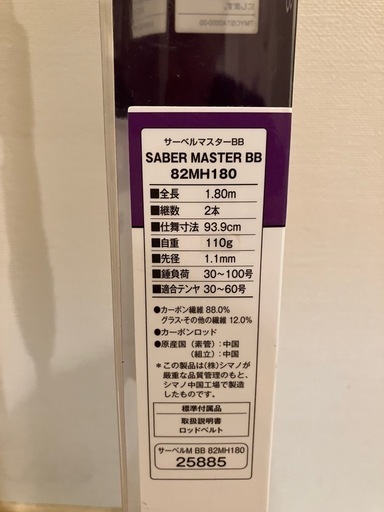 にします。
サーベルマスターBB
SABER MASTER BB
82MH180
■全長 1.80m
■継数 2本
■仕舞寸法 93.9cm
■自重 110g
■先径 1.1mm
■錘負荷 30〜100号
■適合テンヤ 30〜60号
●カーボン繊維 88.0%
グラス・その他の繊維 12.0%
●カーボンロッド
●原産国（素管）：中国
（組立）：中国
＊この製品は(株)シマノが
厳重な品質管理のもと、
シマノ中国工場で製造
したものです。
標準付属品
取扱説明書
ロッドベルト
サーベルM BB 82MH180
25885